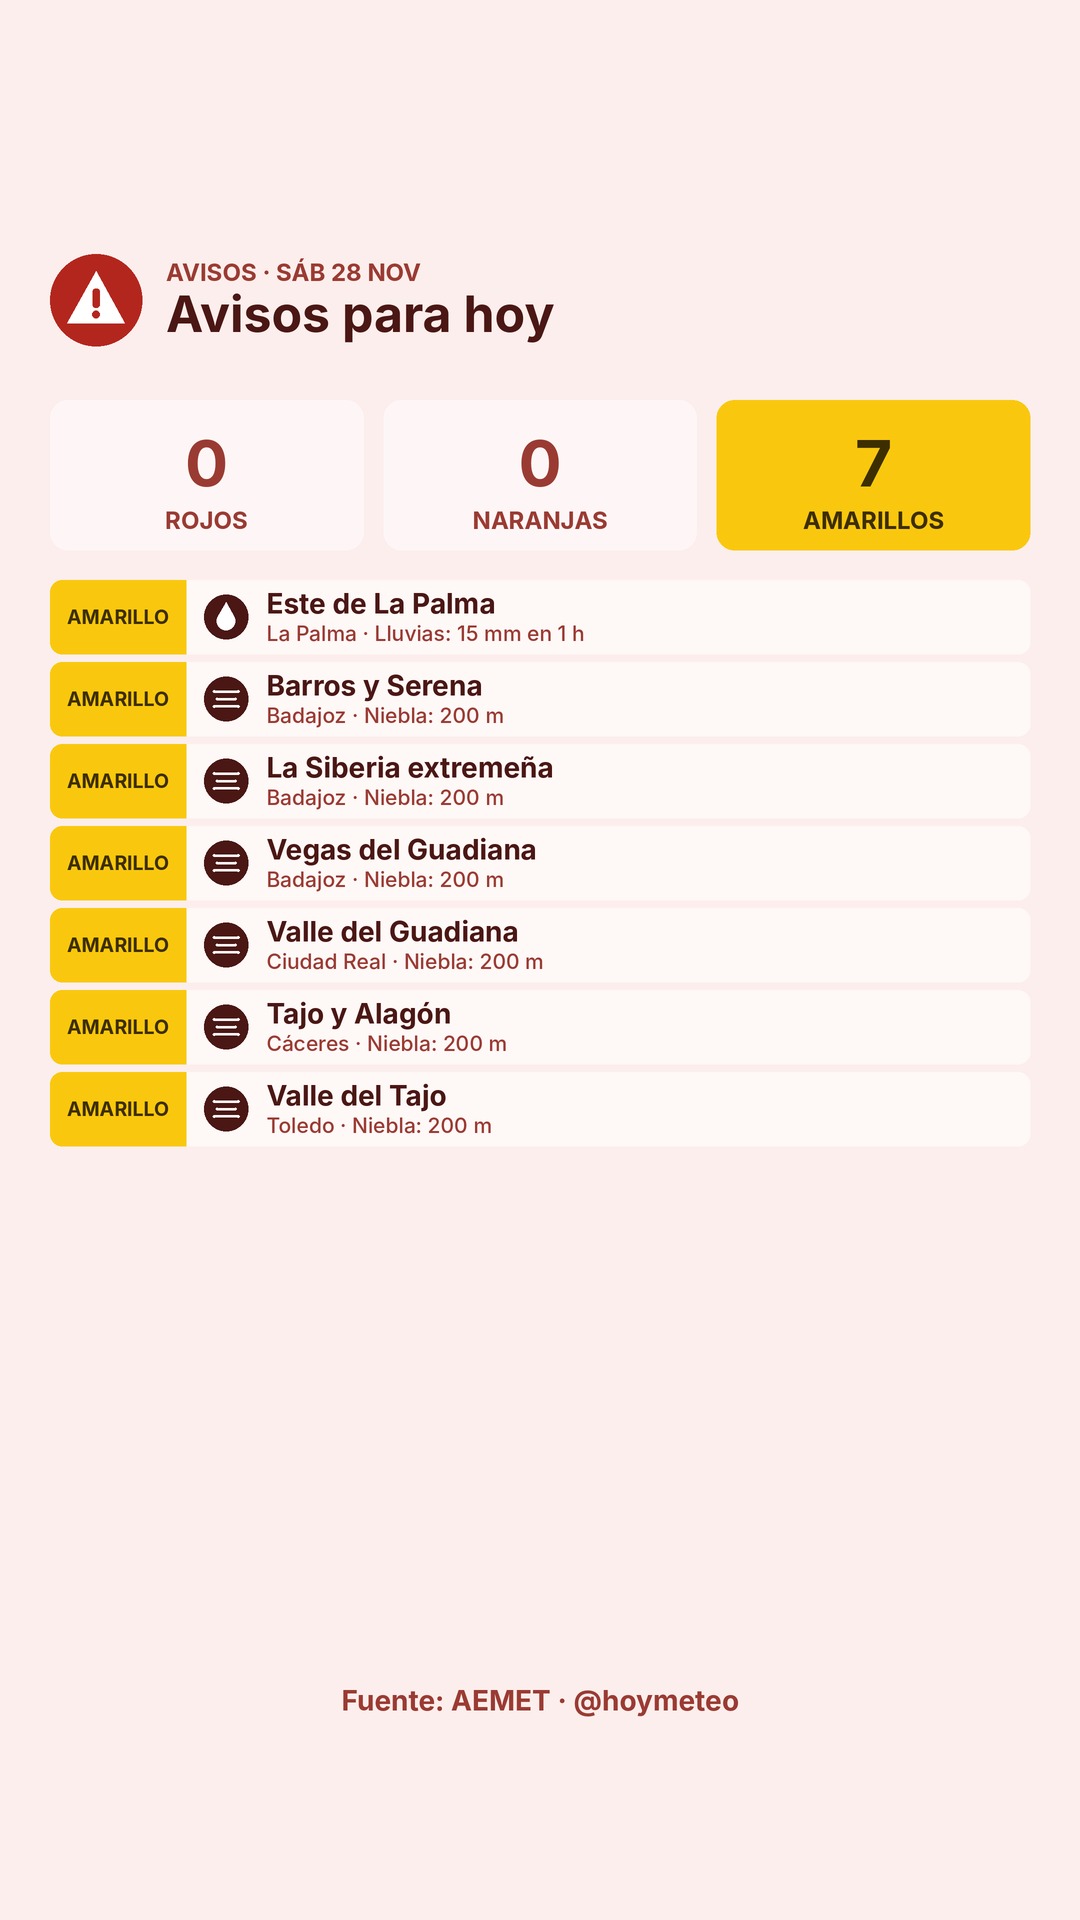 AVISOS · SÁB 28 NOV
Avisos para hoy
0
ROJOS
0
NARANJAS
7
AMARILLOS
AMARILLO
Este de La Palma
La Palma · Lluvias: 15 mm en 1 h
AMARILLO
Barros y Serena
Badajoz · Niebla: 200 m
AMARILLO
La Siberia extremeña
Badajoz · Niebla: 200 m
AMARILLO
Vegas del Guadiana
Badajoz · Niebla: 200 m
AMARILLO
Valle del Guadiana
Ciudad Real · Niebla: 200 m
AMARILLO
Tajo y Alagón
Cáceres · Niebla: 200 m
AMARILLO
Valle del Tajo
Toledo · Niebla: 200 m
Fuente: AEMET · @hoymeteo